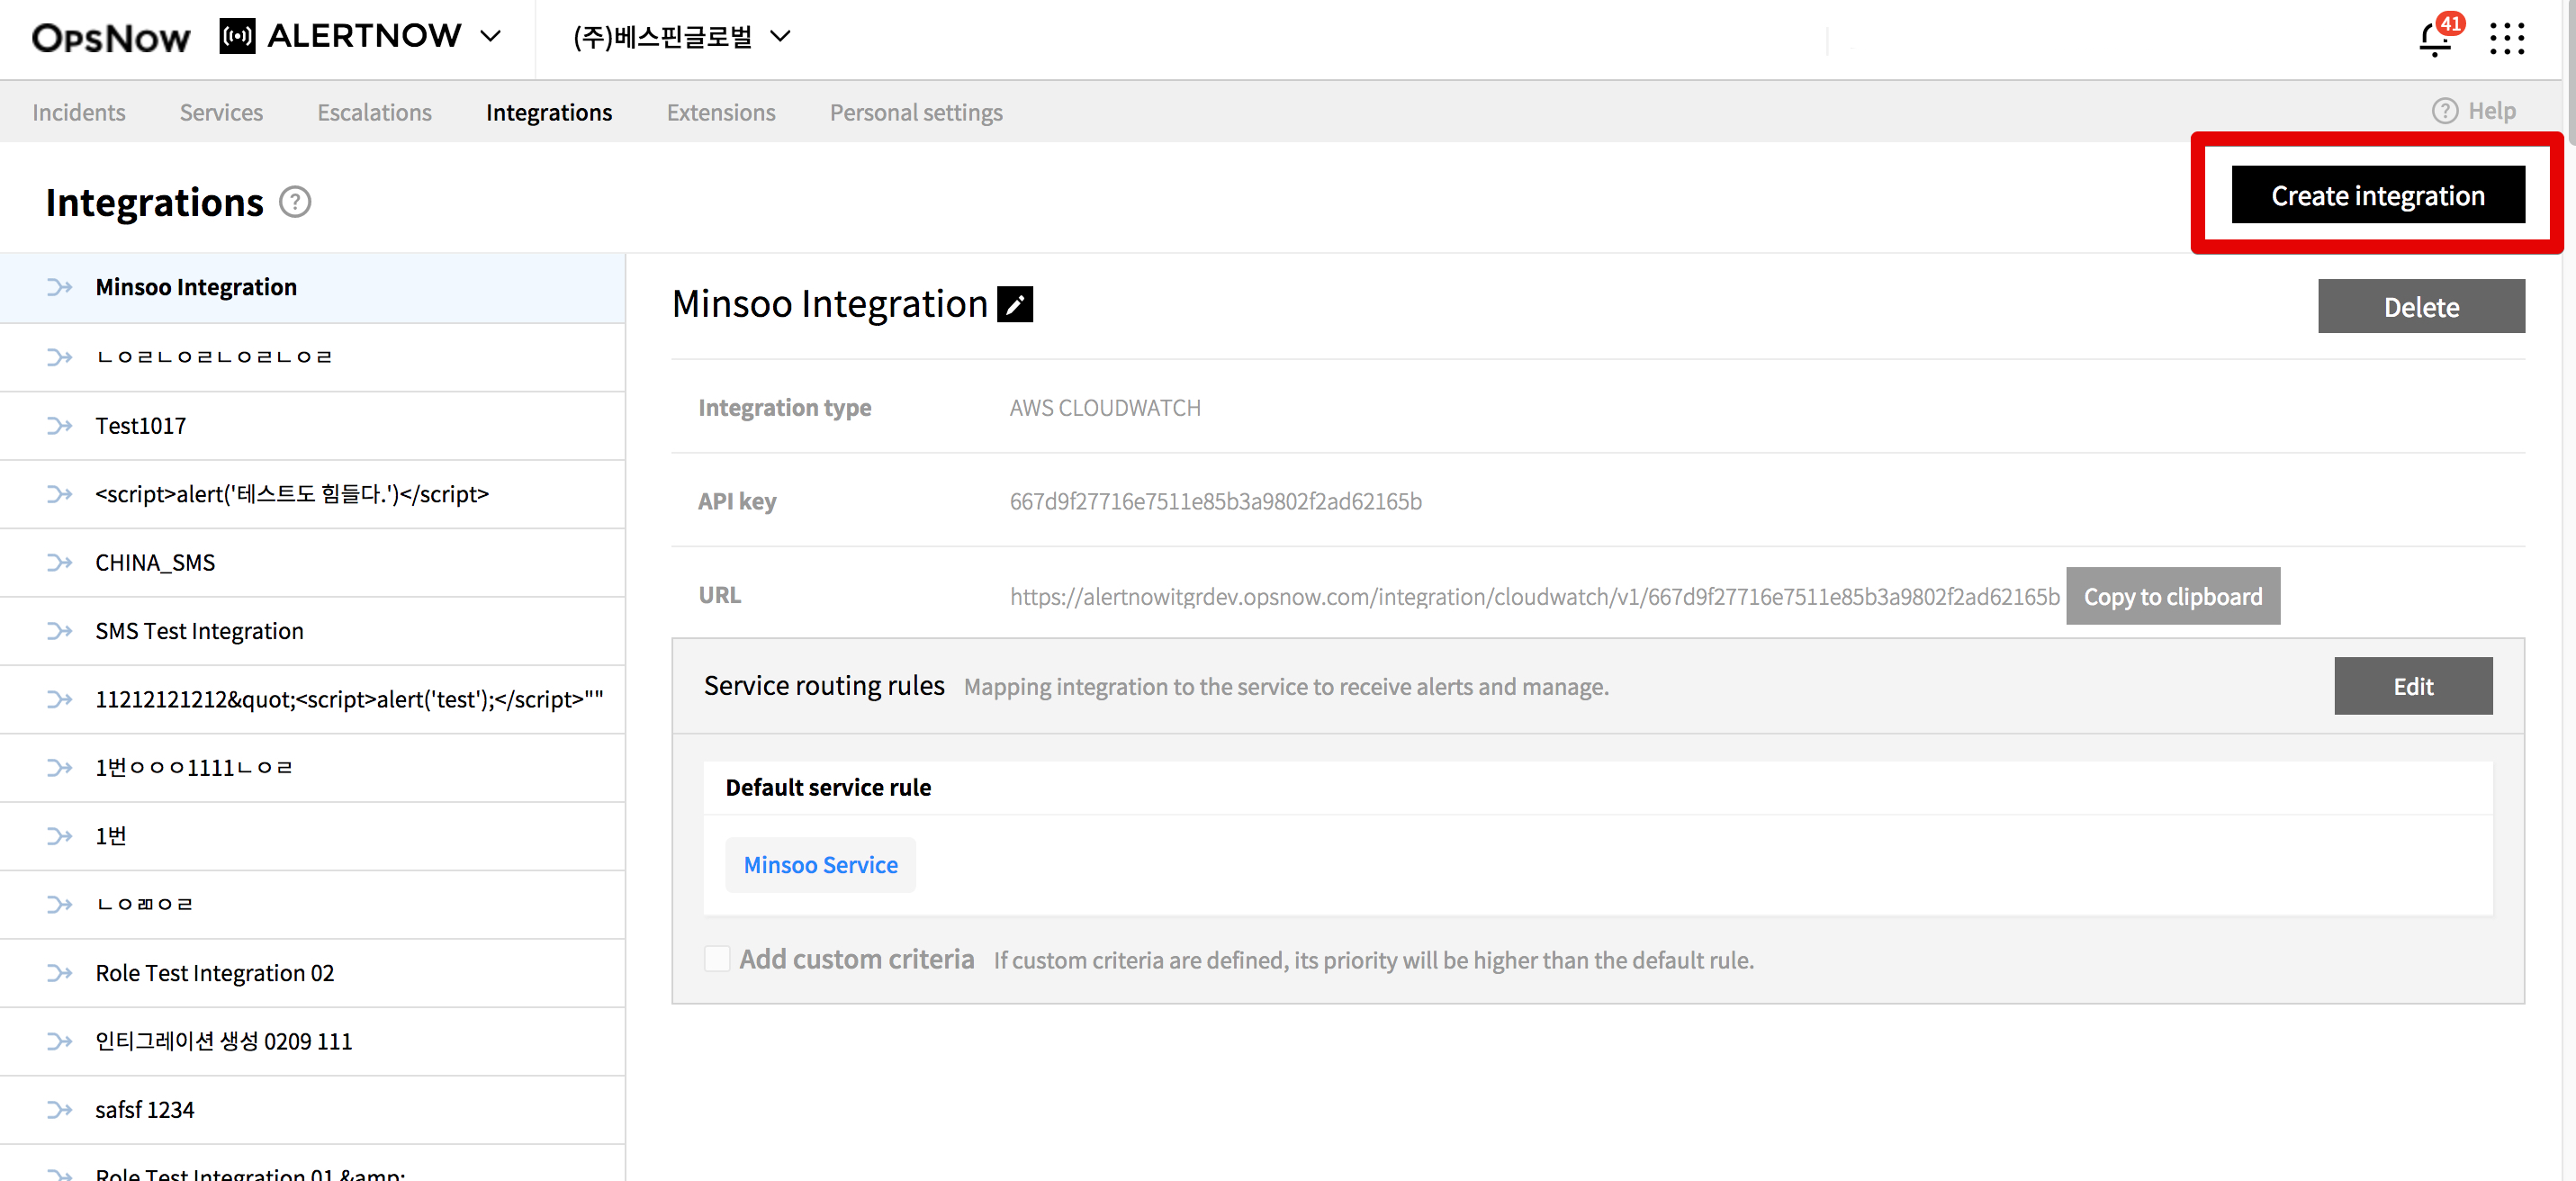 OpsNow ALERTNOW (주)베스핀글로벌 41
Incidents Services Escalations Integrations Extensions Personal settings ? Help
Integrations ? Create integration
Minsoo Integration
ㄴㅇㄹㄴㅇㄹㄴㅇㄹㄴㅇㄹ
Test1017
<script>alert('테스트도 힘들다.')</script>
CHINA_SMS
SMS Test Integration
11212121212&quot;<script>alert('test');</script>""
1번ㅇㅇㅇ1111ㄴㅇㄹ
1번
ㄴㅇㄻㅇㄹ
Role Test Integration 02
인티그레이션 생성 0209 111
safsf 1234
Role Test Integration 01 &amp;
Minsoo Integration Delete
Integration type AWS CLOUDWATCH
API key 667d9f27716e7511e85b3a9802f2ad62165b
URL https://alertnowitgrdev.opsnow.com/integration/cloudwatch/v1/667d9f27716e7511e85b3a9802f2ad62165b Copy to clipboard
Service routing rules Mapping integration to the service to receive alerts and manage. Edit
Default service rule
Minsoo Service
Add custom criteria If custom criteria are defined, its priority will be higher than the default rule.